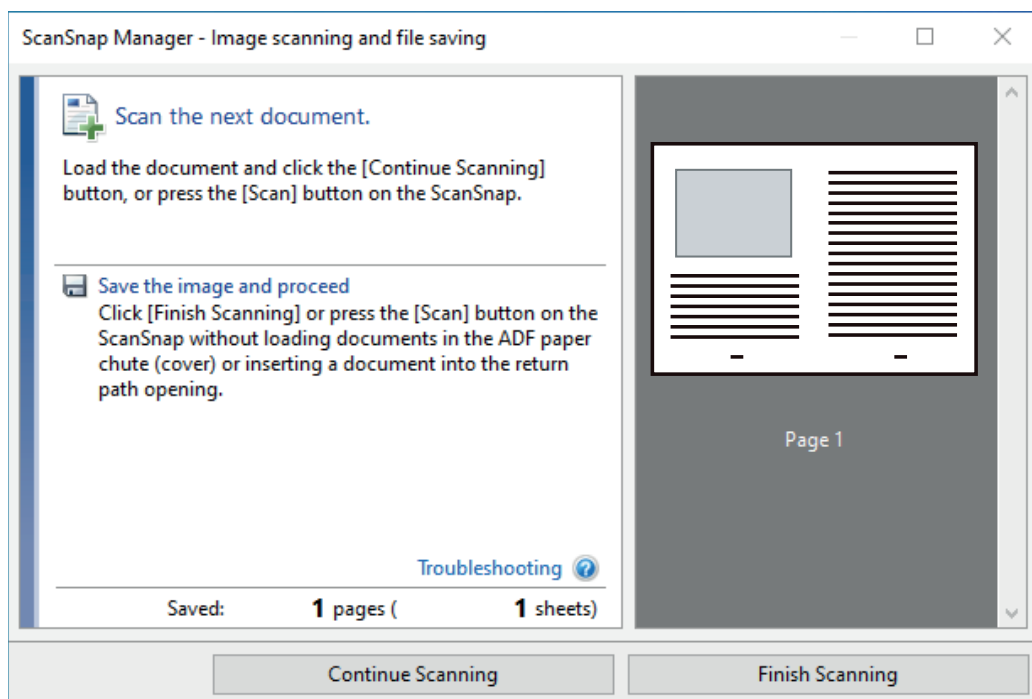 ScanSnap Manager - Image scanning and file saving
Scan the next document.
Load the document and click the [Continue Scanning]
button, or press the [Scan] button on the ScanSnap.
Save the image and proceed
Click [Finish Scanning] or press the [Scan] button on the
ScanSnap without loading documents in the ADF paper
chute (cover) or inserting a document into the return
path opening.
Page 1
Troubleshooting
Saved: 1 pages ( 1 sheets)
Continue Scanning
Finish Scanning